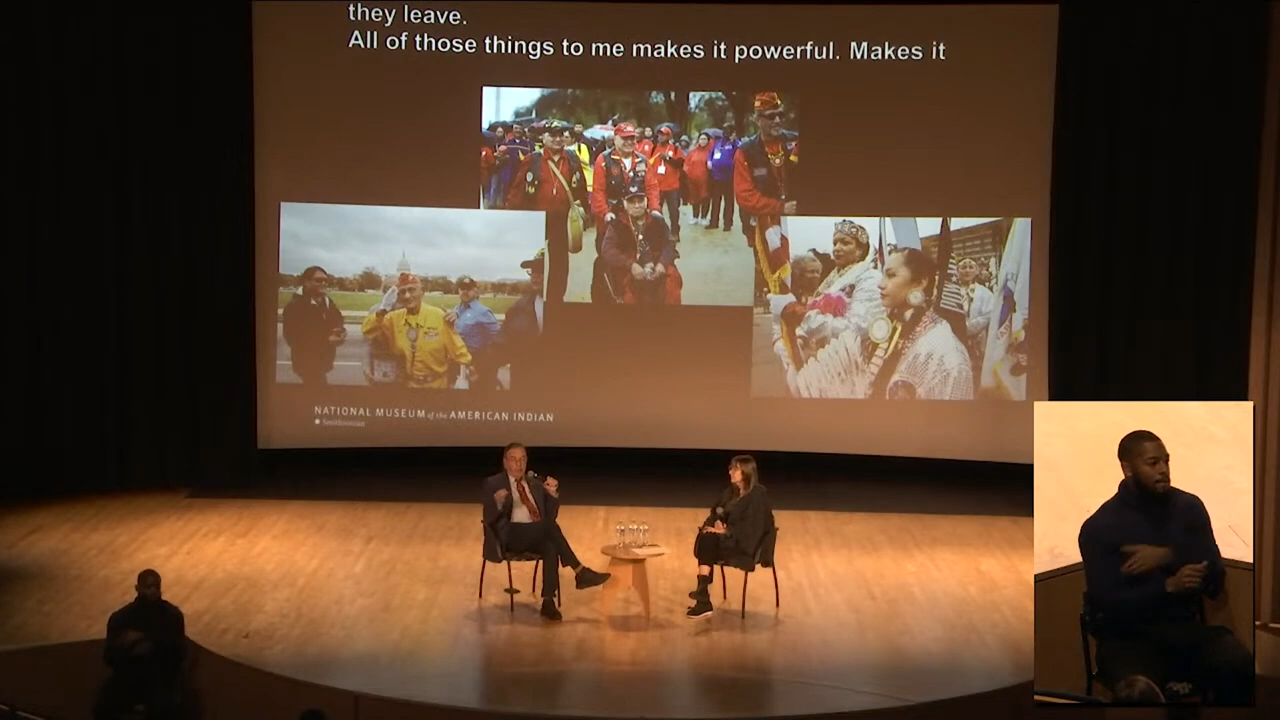 they leave.
All of those things to me makes it powerful. Makes it
NATIONAL MUSEUM of the AMERICAN INDIAN
Smithsonian